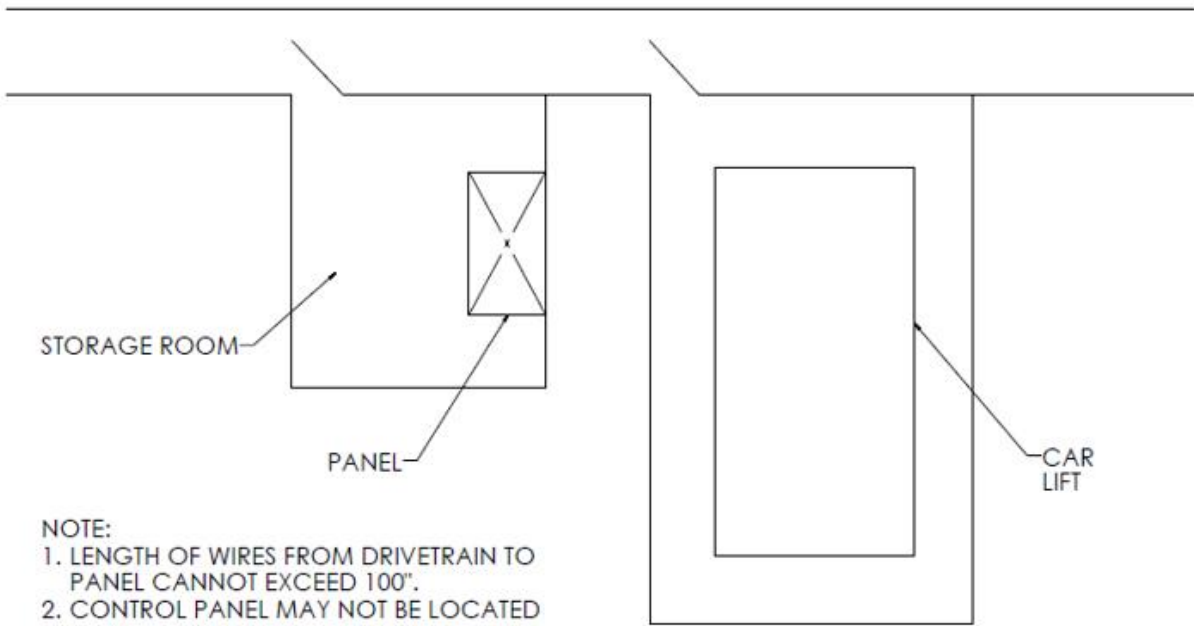 STORAGE ROOM
PANEL
CAR
LIFT
NOTE:
1. LENGTH OF WIRES FROM DRIVETRAIN TO
PANEL CANNOT EXCEED 100".
2. CONTROL PANEL MAY NOT BE LOCATED